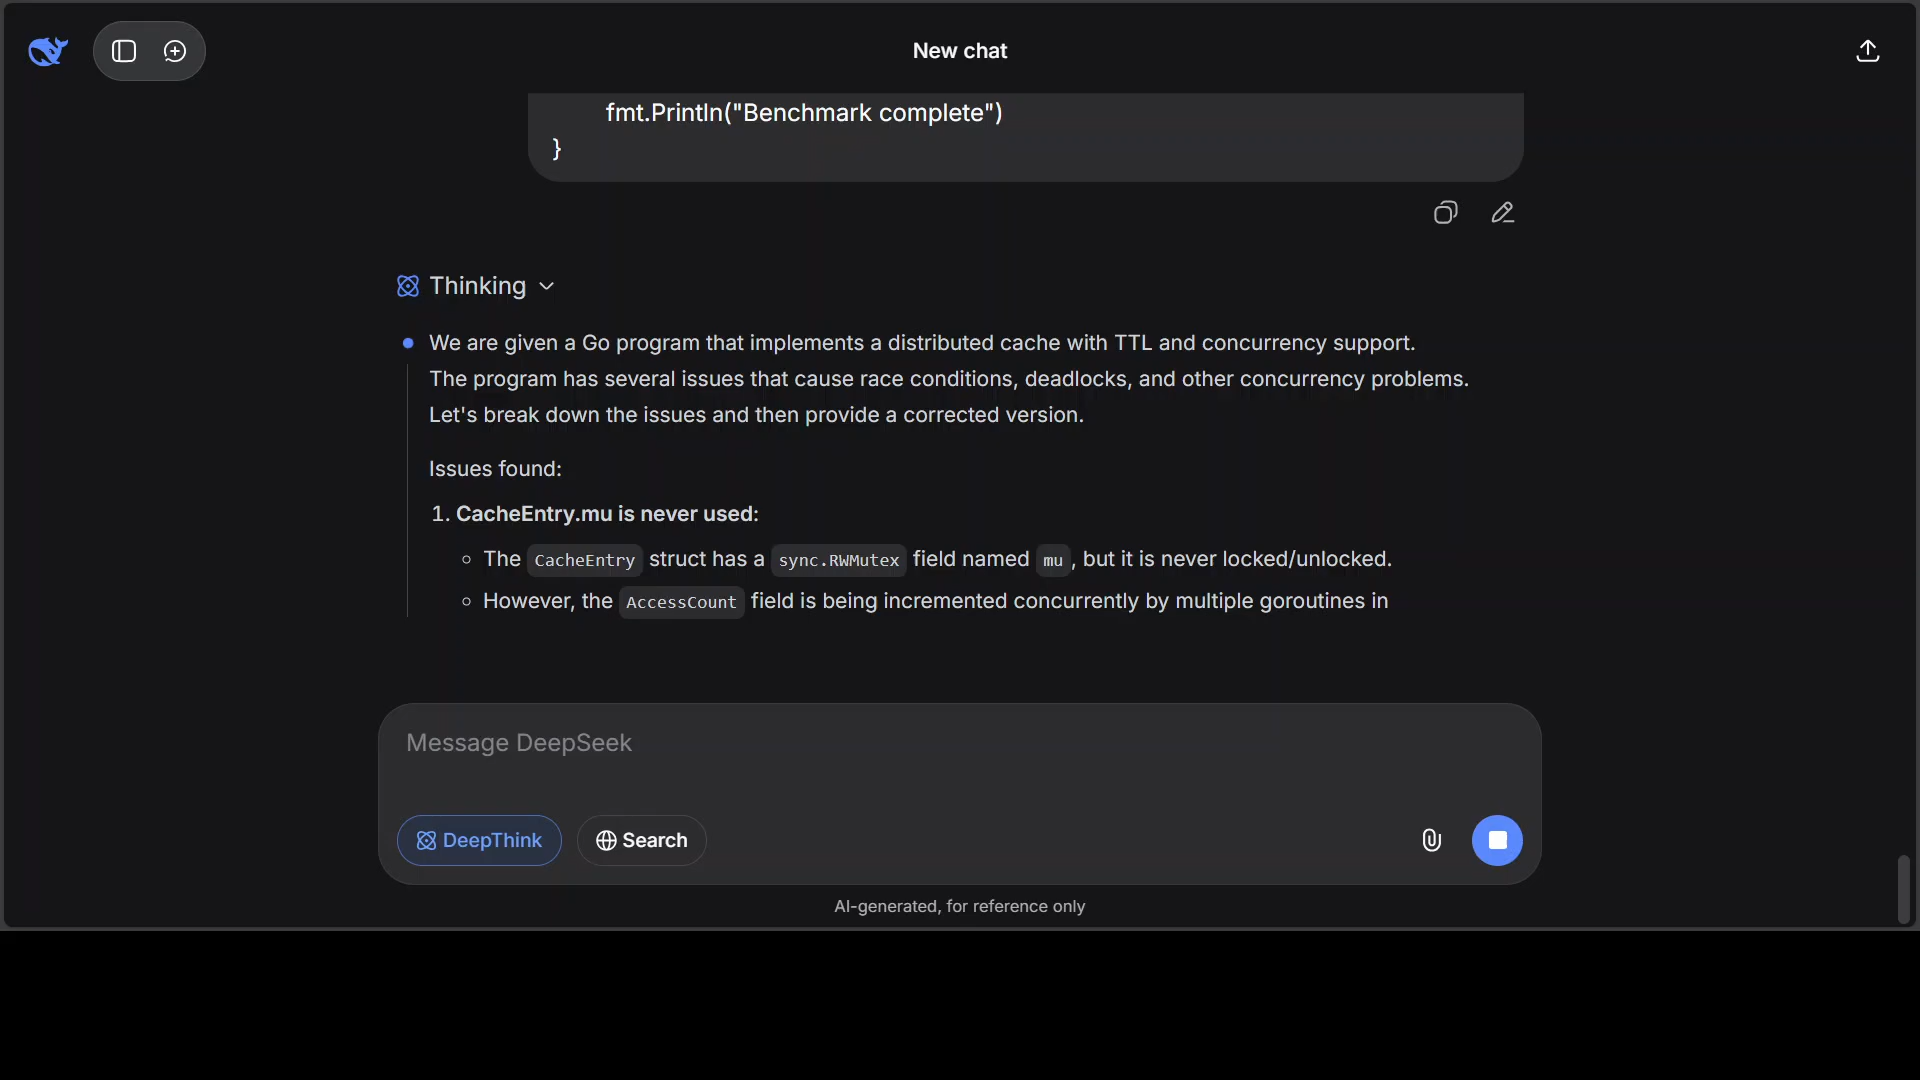 New chat
fmt.Println("Benchmark complete")
}
Thinking
We are given a Go program that implements a distributed cache with TTL and concurrency support.
The program has several issues that cause race conditions, deadlocks, and other concurrency problems.
Let's break down the issues and then provide a corrected version.
Issues found:
1. CacheEntry.mu is never used:
The CacheEntry struct has a sync.RWMutex field named mu, but it is never locked/unlocked.
However, the AccessCount field is being incremented concurrently by multiple goroutines in
Message DeepSeek
DeepThink Search
AI-generated, for reference only